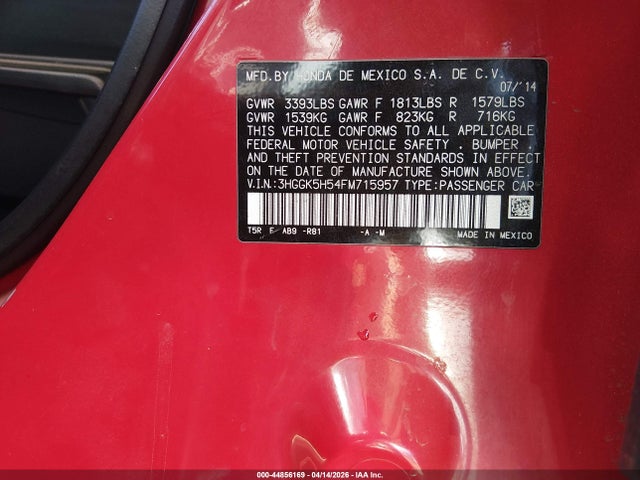 MFD.BY HONDA DE MEXICO S.A. DE C.V.
07/'14
GVWR 3393LBS GAWR F 1813LBS R 1579LBS
GVWR 1539KG GAWR F 823KG R 716KG
THIS VEHICLE CONFORMS TO ALL APPLICABLE
FEDERAL MOTOR VEHICLE SAFETY . BUMPER .
AND THEFT PREVENTION STANDARDS IN EFFECT
ON THE DATE OF MANUFACTURE SHOWN ABOVE.
V.I.N.:3HGGK5H54FM715957 TYPE:PASSENGER CAR
T5R F AB9 -R81 -A -M MADE IN MEXICO
000-44856169 | 04/14/2026 | IAA Inc.